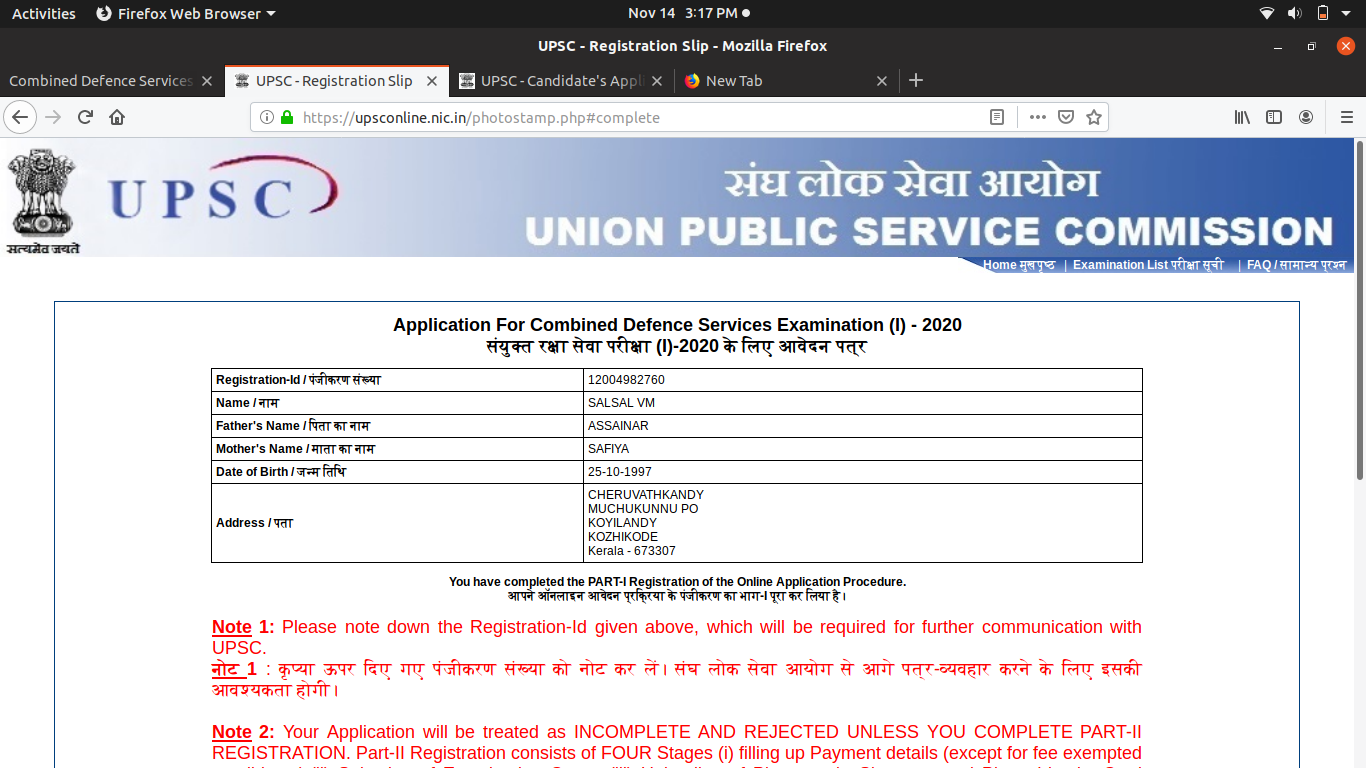 Activities Firefox Web Browser Nov 14 3:17 PM
UPSC - Registration Slip - Mozilla Firefox
Combined Defence Services UPSC - Registration Slip UPSC - Candidate's Appl New Tab
https://upsconline.nic.in/photostamp.php#complete
सत्यमेव जयते
UPSC
संघ लोक सेवा आयोग
UNION PUBLIC SERVICE COMMISSION
Home मुखपृष्ठ | Examination List परीक्षा सूची | FAQ / सामान्य प्रश्न
Application For Combined Defence Services Examination (I) - 2020
संयुक्त रक्षा सेवा परीक्षा (I)-2020 के लिए आवेदन पत्र
Registration-Id / पंजीकरण संख्या 12004982760
Name / नाम SALSAL VM
Father's Name / पिता का नाम ASSAINAR
Mother's Name / माता का नाम SAFIYA
Date of Birth / जन्म तिथि 25-10-1997
Address / पता
CHERUVATHKANDY
MUCHUKUNNU PO
KOYILANDY
KOZHIKODE
Kerala - 673307
You have completed the PART-I Registration of the Online Application Procedure.
आपने ऑनलाइन आवेदन प्रक्रिया के पंजीकरण का भाग-I पूरा कर लिया है।
Note 1: Please note down the Registration-Id given above, which will be required for further communication with
UPSC.
नोट 1 : कृप्या ऊपर दिए गए पंजीकरण संख्या को नोट कर लें। संघ लोक सेवा आयोग से आगे पत्र-व्यवहार करने के लिए इसकी
आवश्यकता होगी।
Note 2: Your Application will be treated as INCOMPLETE AND REJECTED UNLESS YOU COMPLETE PART-II
REGISTRATION. Part-II Registration consists of FOUR Stages (i) filling up Payment details (except for fee exempted